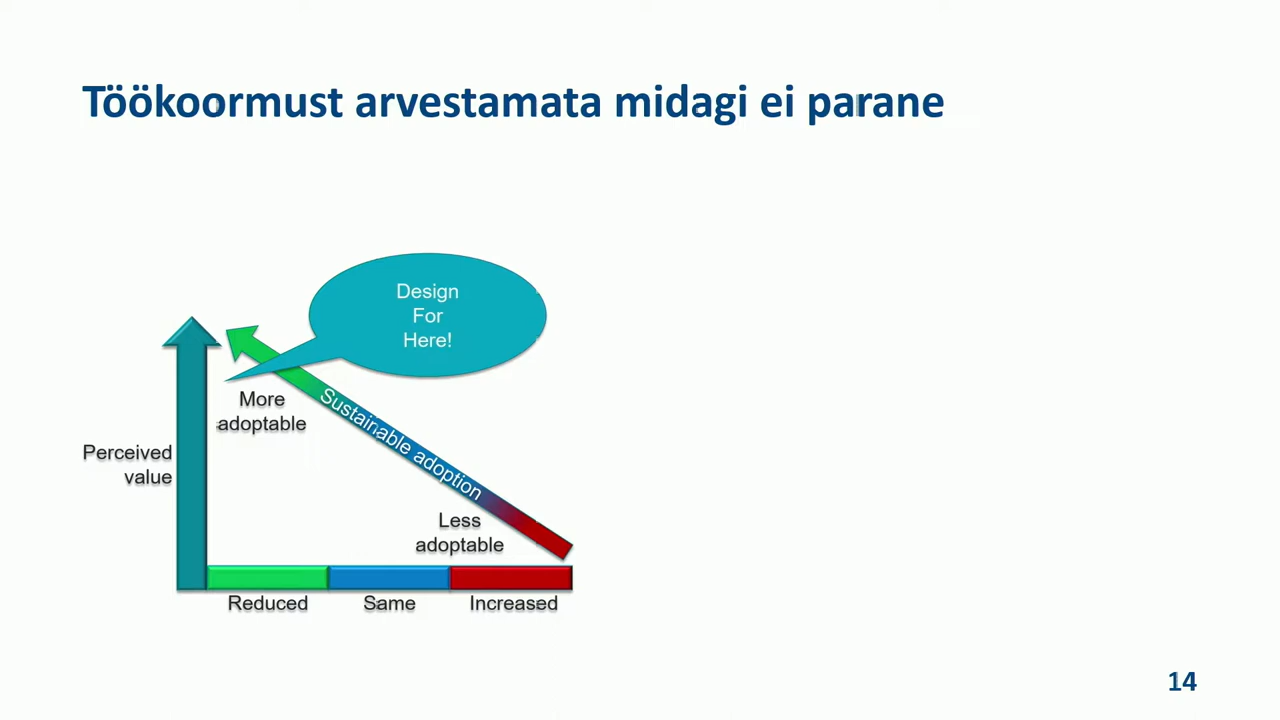 Töökoormust arvestamata midagi ei parane
Design
For
Here!
More
adoptable
Sustainable adoption
Perceived
value
Less
adoptable
Reduced
Same
Increased
14